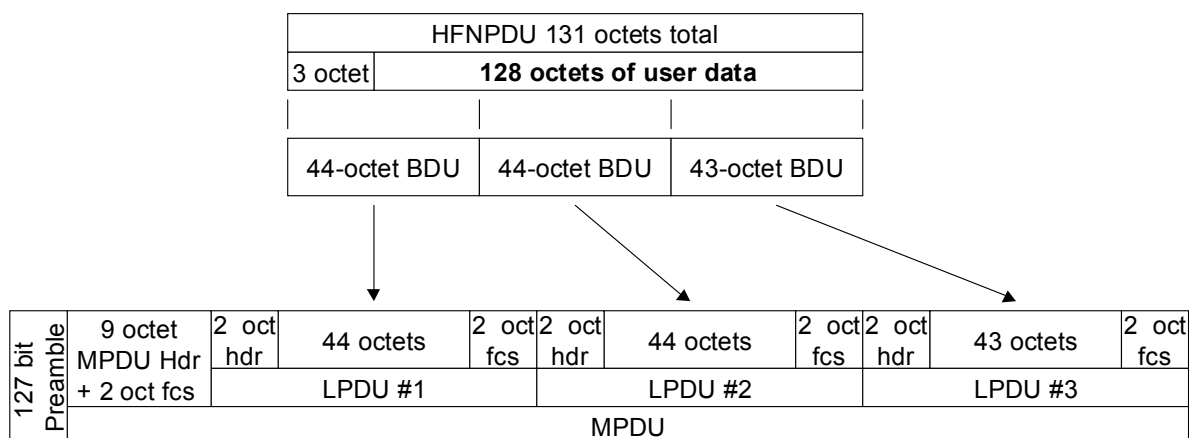 HFNPDU 131 octets total
3 octet 128 octets of user data
44-octet BDU 44-octet BDU 43-octet BDU
127 bit
Preamble
9 octet
MPDU Hdr
+ 2 oct fcs
2 oct
hdr
44 octets
2 oct
fcs
2 oct
hdr
44 octets
2 oct
fcs
2 oct
hdr
43 octets
2 oct
fcs
LPDU #1 LPDU #2 LPDU #3
MPDU